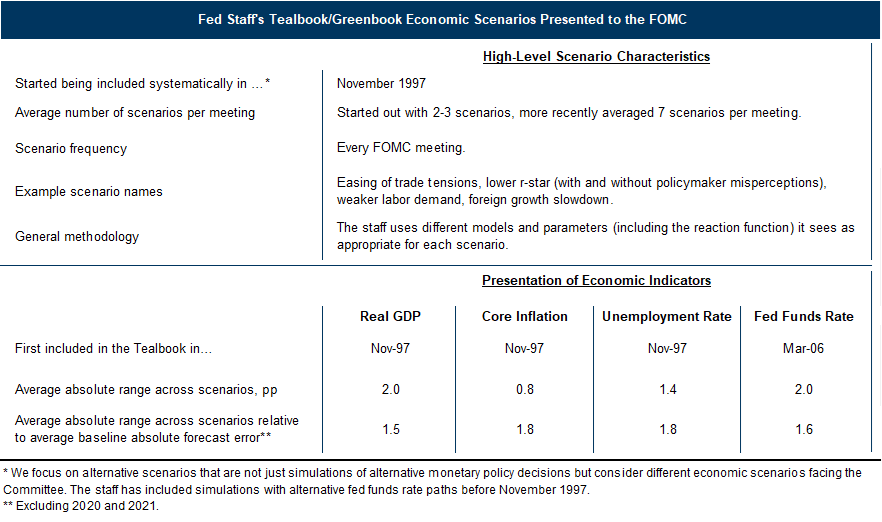 Fed Staff's Tealbook/Greenbook Economic Scenarios Presented to the FOMC
High-Level Scenario Characteristics
Started being included systematically in …*
November 1997
Average number of scenarios per meeting
Started out with 2-3 scenarios, more recently averaged 7 scenarios per meeting.
Scenario frequency
Every FOMC meeting.
Example scenario names
Easing of trade tensions, lower r-star (with and without policymaker misperceptions),
weaker labor demand, foreign growth slowdown.
General methodology
The staff uses different models and parameters (including the reaction function) it sees as
appropriate for each scenario.
Presentation of Economic Indicators
Real GDP Core Inflation Unemployment Rate Fed Funds Rate
First included in the Tealbook in… Nov-97 Nov-97 Nov-97 Mar-06
Average absolute range across scenarios, pp 2.0 0.8 1.4 2.0
Average absolute range across scenarios relative
to average baseline absolute forecast error** 1.5 1.8 1.8 1.6
* We focus on alternative scenarios that are not just simulations of alternative monetary policy decisions but consider different economic scenarios facing the
Committee. The staff has included simulations with alternative fed funds rate paths before November 1997.
** Excluding 2020 and 2021.